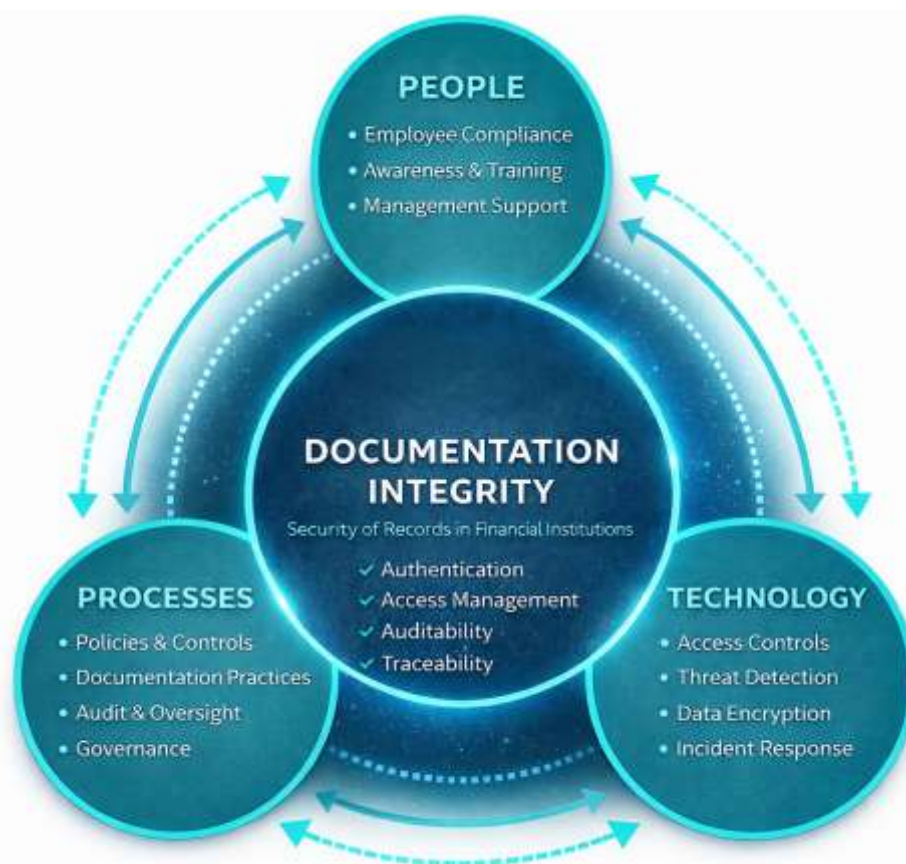 PEOPLE
• Employee Compliance
• Awareness & Training
• Management Support
DOCUMENTATION
INTEGRITY
Security of Records in Financial Institutions
✓ Authentication
✓ Access Management
✓ Auditability
✓ Traceability
PROCESSES
• Policies & Controls
• Documentation Practices
• Audit & Oversight
• Governance
TECHNOLOGY
• Access Controls
• Threat Detection
• Data Encryption
• Incident Response